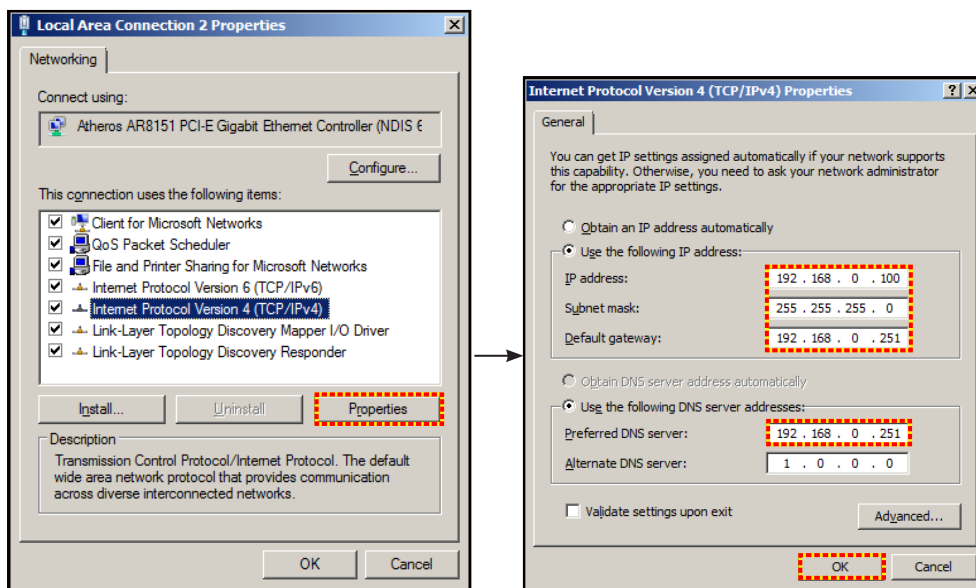 Local Area Connection 2 Properties
Networking
Connect using:
Atheros AR8151 PCI-E Gigabit Ethernet Controller (NDIS 6
Configure...
This connection uses the following items:
Client for Microsoft Networks
QoS Packet Scheduler
File and Printer Sharing for Microsoft Networks
Internet Protocol Version 6 (TCP/IPv6)
Internet Protocol Version 4 (TCP/IPv4)
Link-Layer Topology Discovery Mapper I/O Driver
Link-Layer Topology Discovery Responder
Install...
Uninstall
Properties
Description
Transmission Control Protocol/Internet Protocol. The default
wide area network protocol that provides communication
across diverse interconnected networks.
OK
Cancel
Internet Protocol Version 4 (TCP/IPv4) Properties
General
You can get IP settings assigned automatically if your network supports
this capability. Otherwise, you need to ask your network administrator
for the appropriate IP settings.
Obtain an IP address automatically
Use the following IP address:
IP address: 192 . 168 . 0 . 100
Subnet mask: 255 . 255 . 255 . 0
Default gateway: 192 . 168 . 0 . 251
Obtain DNS server address automatically
Use the following DNS server addresses:
Preferred DNS server: 192 . 168 . 0 . 251
Alternate DNS server: 1 . 0 . 0 . 0
Validate settings upon exit
Advanced...
OK
Cancel